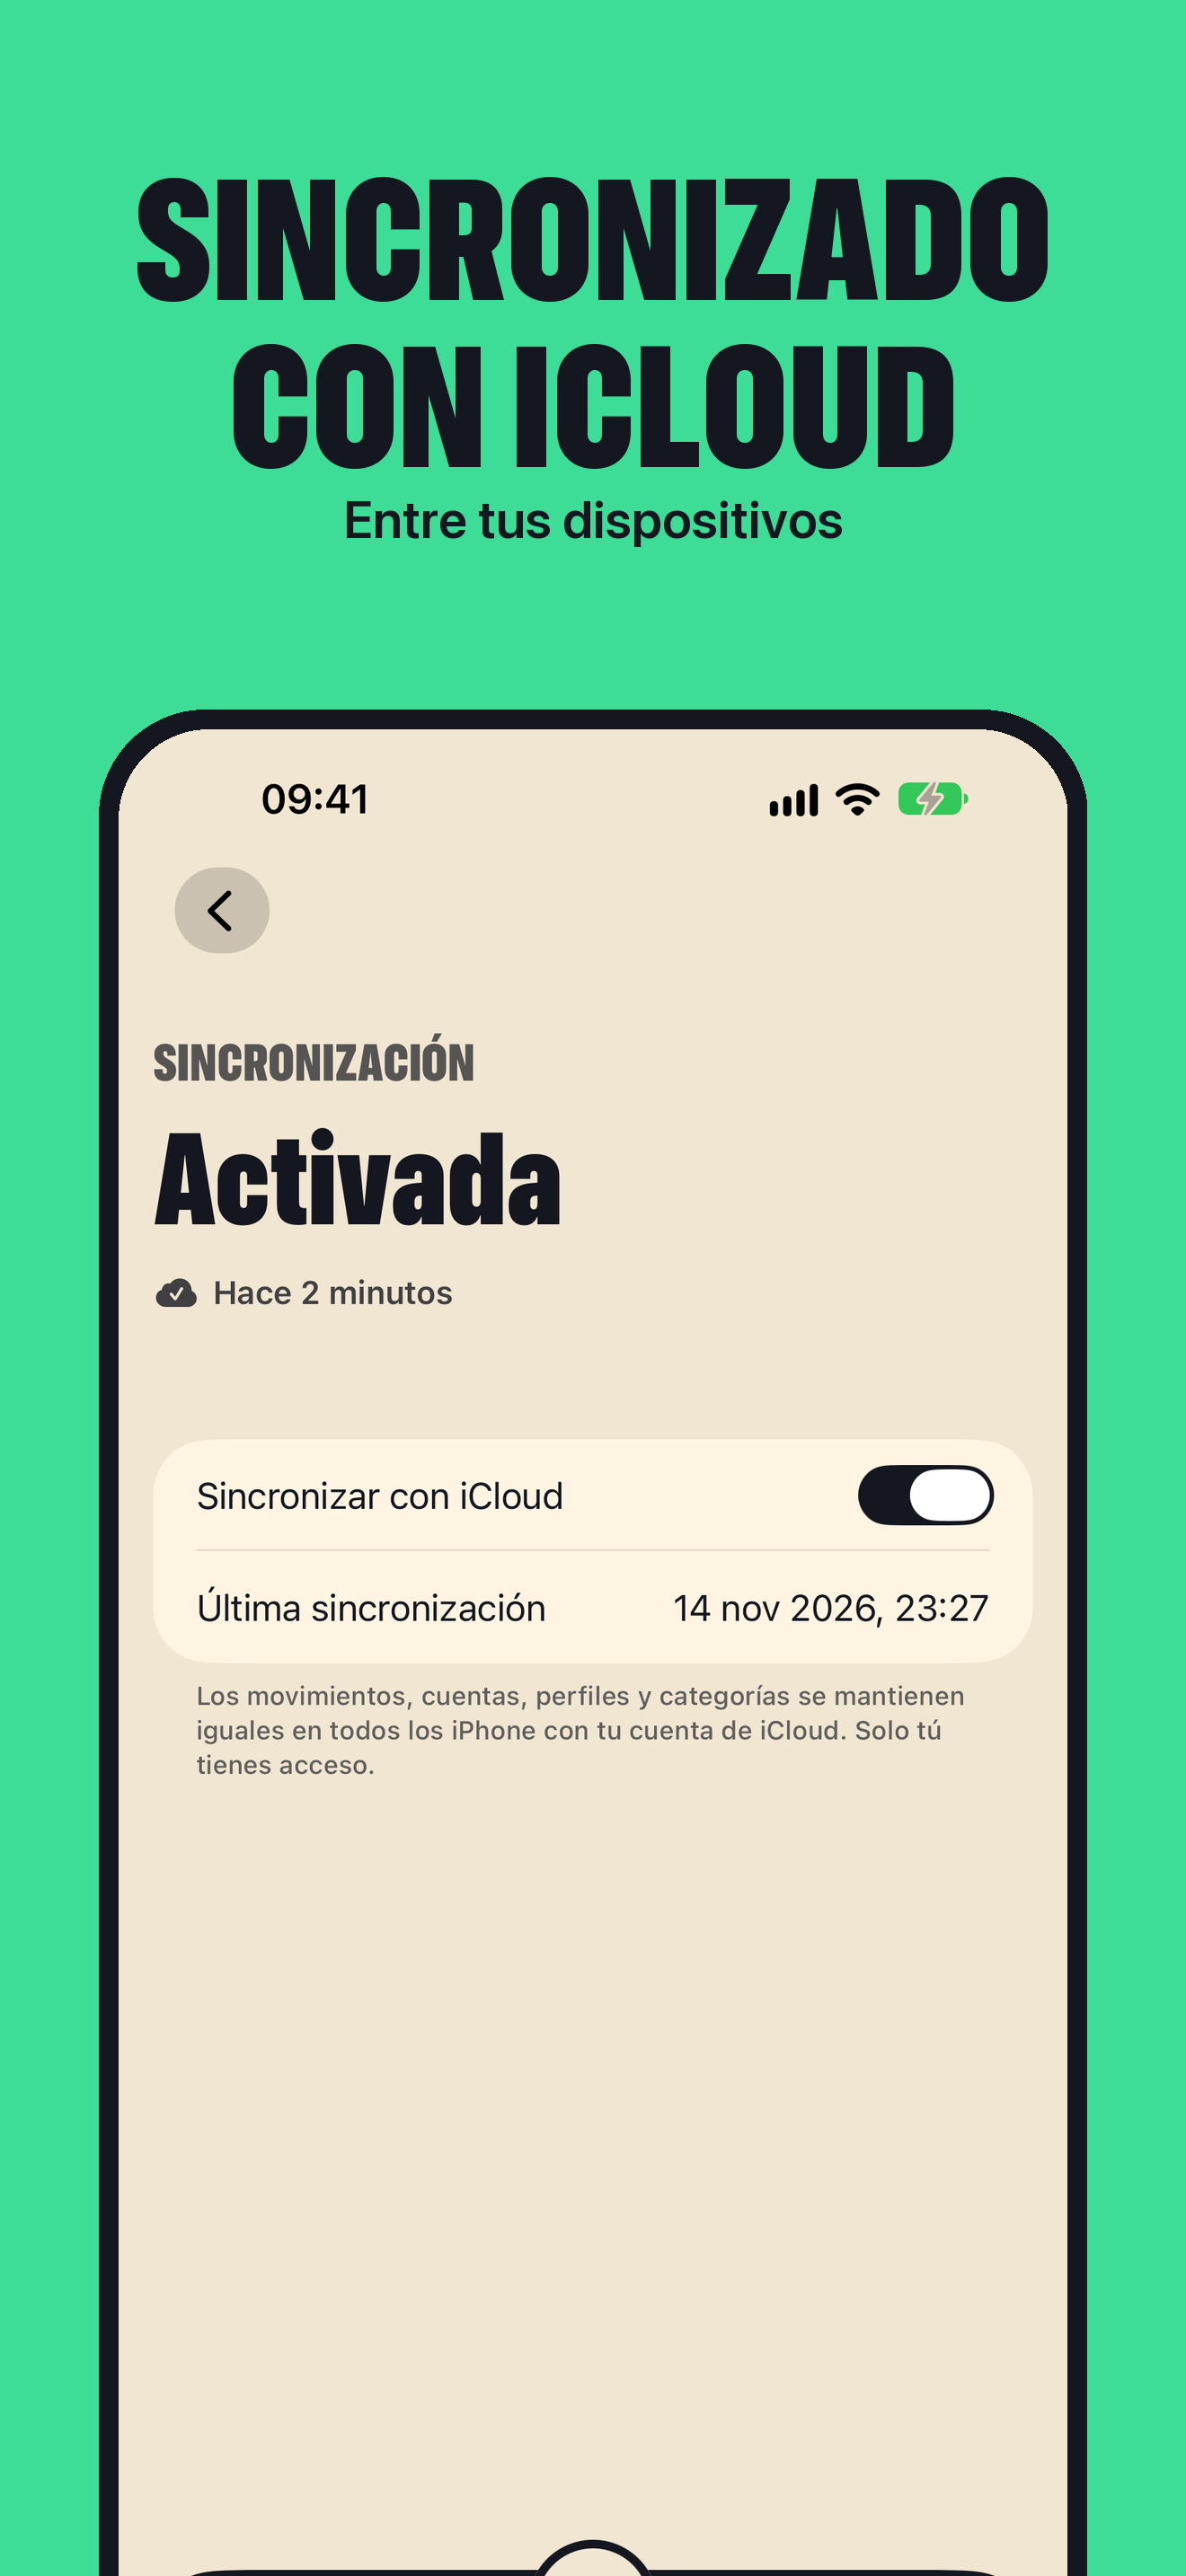 SINCRONIZADO
CON ICLOUD
Entre tus dispositivos
09:41
SINCRONIZACIÓN
Activada
Hace 2 minutos
Sincronizar con iCloud
Última sincronización 14 nov 2026, 23:27
Los movimientos, cuentas, perfiles y categorías se mantienen
iguales en todos los iPhone con tu cuenta de iCloud. Solo tú
tienes acceso.